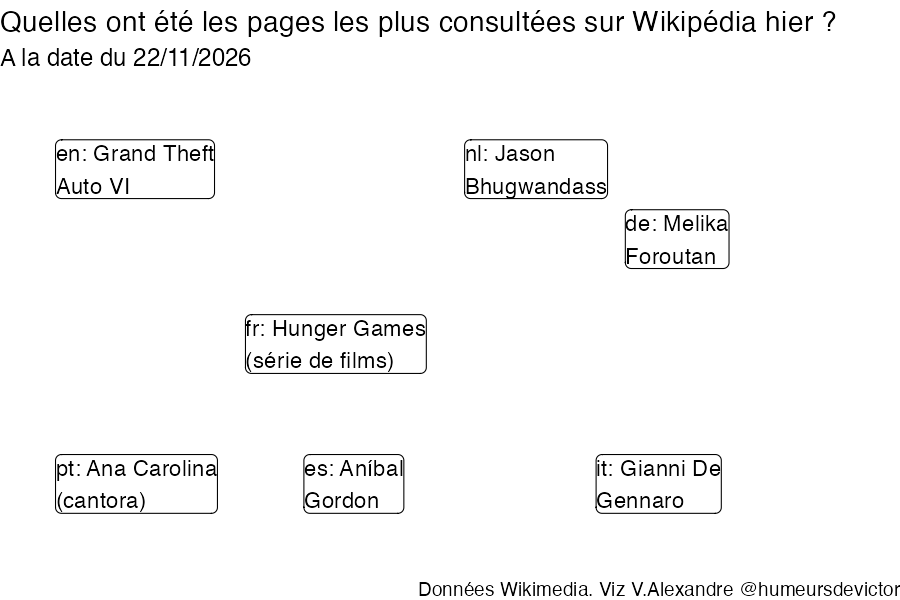 Quelles ont été les pages les plus consultées sur Wikipédia hier ?
A la date du 22/11/2026
en: Grand Theft
Auto VI
nl: Jason
Bhugwandass
de: Melika
Foroutan
fr: Hunger Games
(série de films)
pt: Ana Carolina
(cantora)
es: Aníbal
Gordon
it: Gianni De
Gennaro
Données Wikimedia. Viz V.Alexandre @humeursdevictor